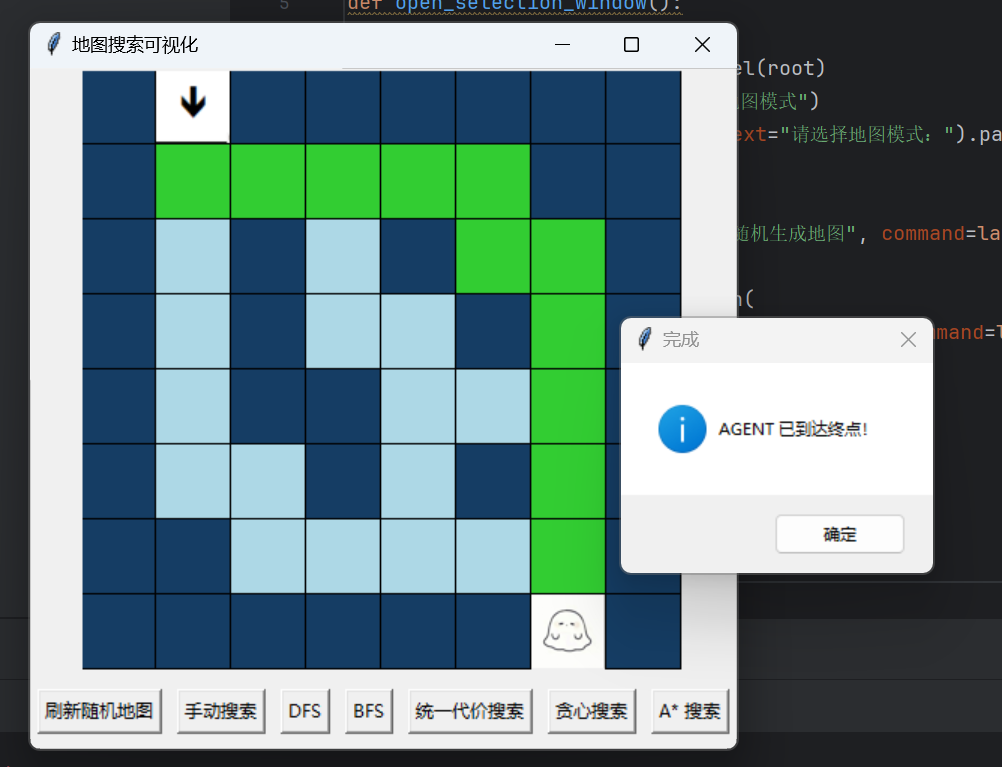 5
def open_selection_window():
地图搜索可视化
el(root)
地图模式")
ext="请选择地图模式：").pa
随机生成地图", command=la
n(
mmand=l
完成
AGENT 已到达终点!
确定
刷新随机地图
手动搜索
DFS
BFS
统一代价搜索
贪心搜索
A* 搜索